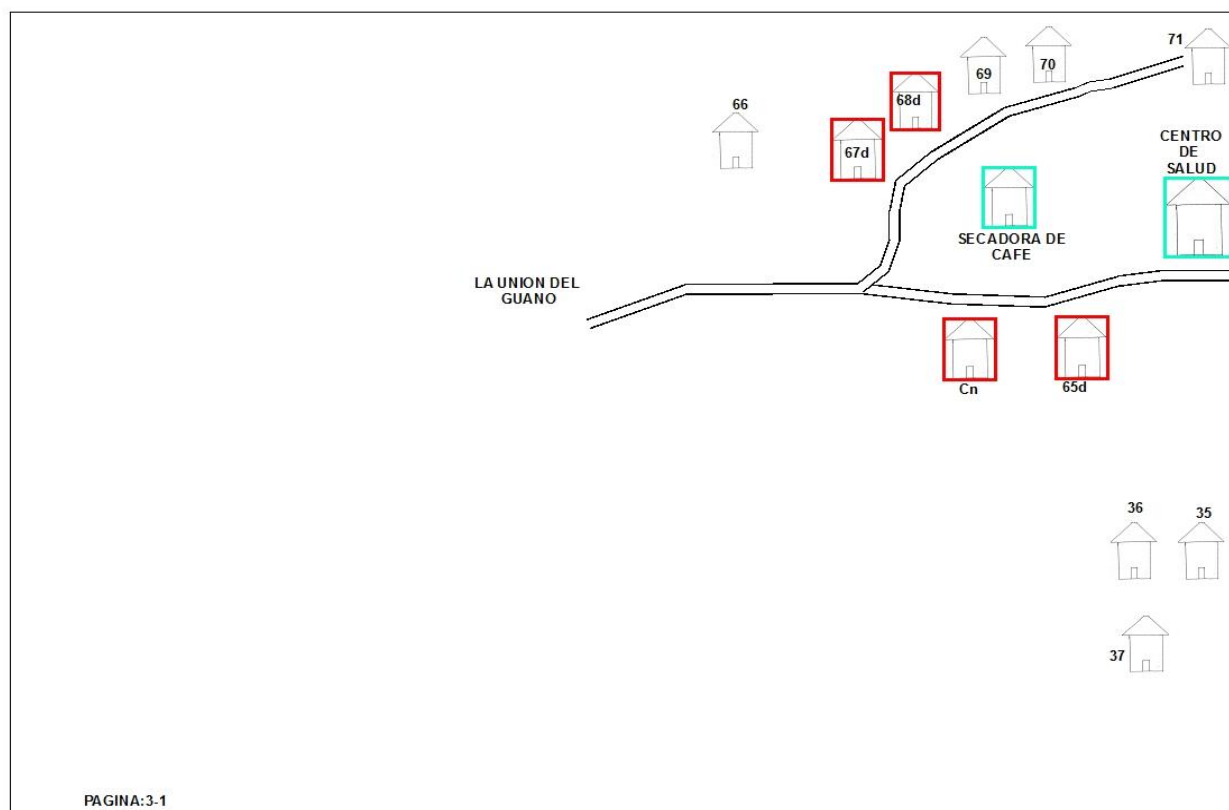 71
69
70
68d
66
67d
CENTRO
DE
SALUD
SECADORA DE
CAFE
LA UNION DEL
GUANO
Cn
65d
36
35
37
PAGINA:3-1